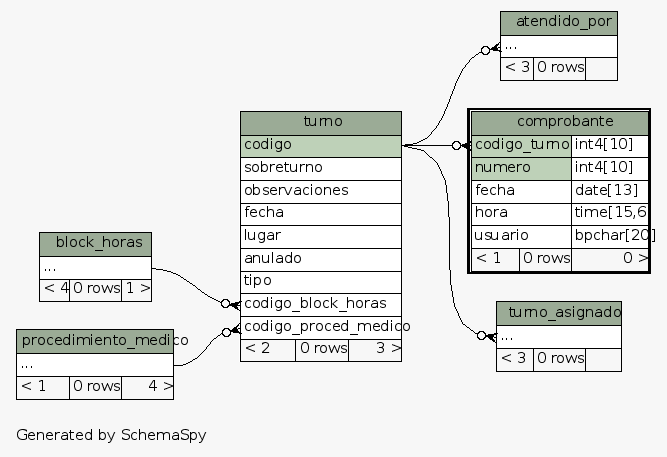 atendido_por
...
< 3 0 rows
turno
codigo
sobreturno
observaciones
fecha
lugar
anulado
tipo
codigo_block_horas
codigo_proced_medico
< 2 0 rows 3 >
comprobante
codigo_turno int4[10]
numero int4[10]
fecha date[13]
hora time[15,6
usuario bpchar[20]
< 1 0 rows 0 >
block_horas
...
< 4 0 rows 1 >
turno_asignado
...
< 3 0 rows
procedimiento_medico
...
< 1 0 rows 4 >
Generated by SchemaSpy